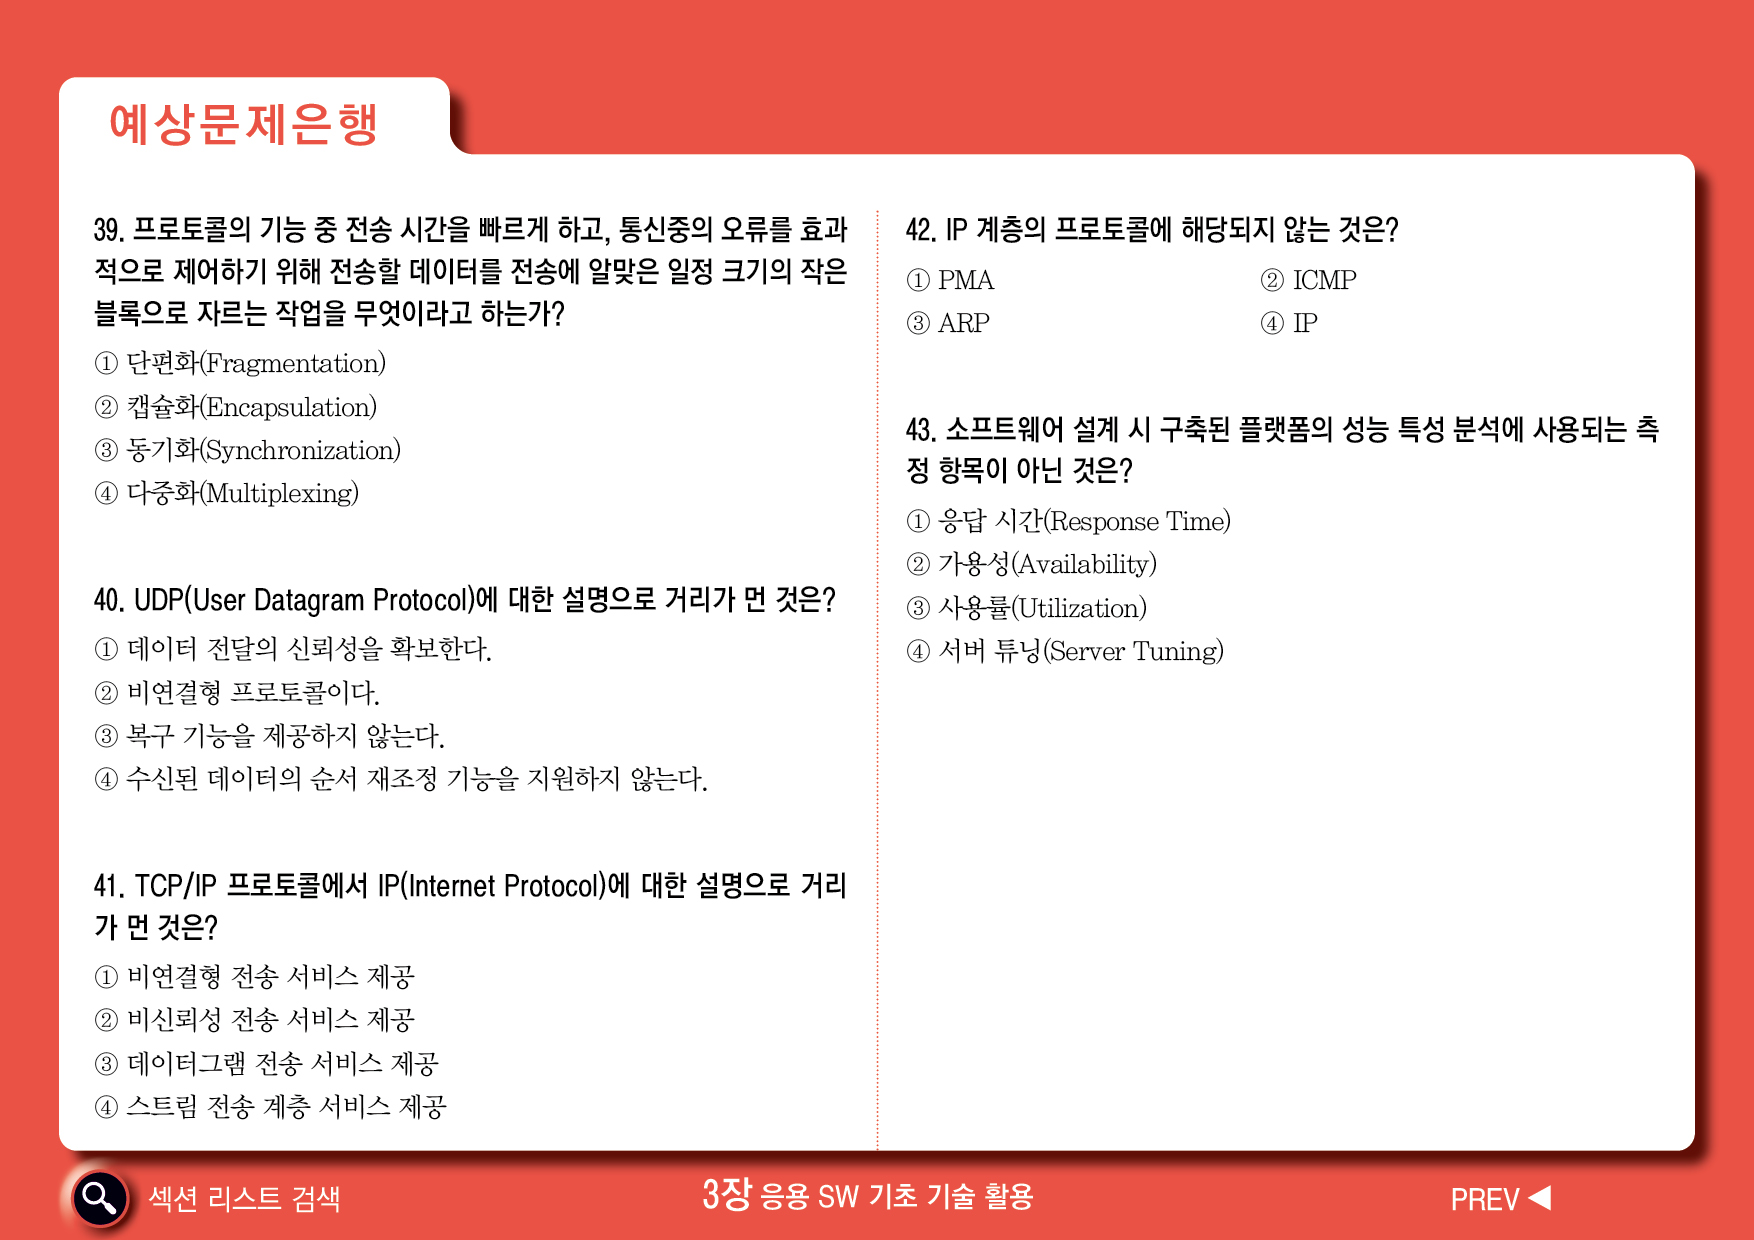 예상문제은행
39. 프로토콜의 기능 중 전송 시간을 빠르게 하고, 통신중의 오류를 효과
적으로 제어하기 위해 전송할 데이터를 전송에 알맞은 일정 크기의 작은
블록으로 자르는 작업을 무엇이라고 하는가?
① 단편화(Fragmentation)
② 캡슐화(Encapsulation)
③ 동기화(Synchronization)
④ 다중화(Multiplexing)
40. UDP(User Datagram Protocol)에 대한 설명으로 거리가 먼 것은?
① 데이터 전달의 신뢰성을 확보한다.
② 비연결형 프로토콜이다.
③ 복구 기능을 제공하지 않는다.
④ 수신된 데이터의 순서 재조정 기능을 지원하지 않는다.
41. TCP/IP 프로토콜에서 IP(Internet Protocol)에 대한 설명으로 거리
가 먼 것은?
① 비연결형 전송 서비스 제공
② 비신뢰성 전송 서비스 제공
③ 데이터그램 전송 서비스 제공
④ 스트림 전송 계층 서비스 제공
42. IP 계층의 프로토콜에 해당되지 않는 것은?
① PMA ② ICMP
③ ARP ④ IP
43. 소프트웨어 설계 시 구축된 플랫폼의 성능 특성 분석에 사용되는 측
정 항목이 아닌 것은?
① 응답 시간(Response Time)
② 가용성(Availability)
③ 사용률(Utilization)
④ 서버 튜닝(Server Tuning)
섹션 리스트 검색
3장 응용 SW 기초 기술 활용
PREV ◀